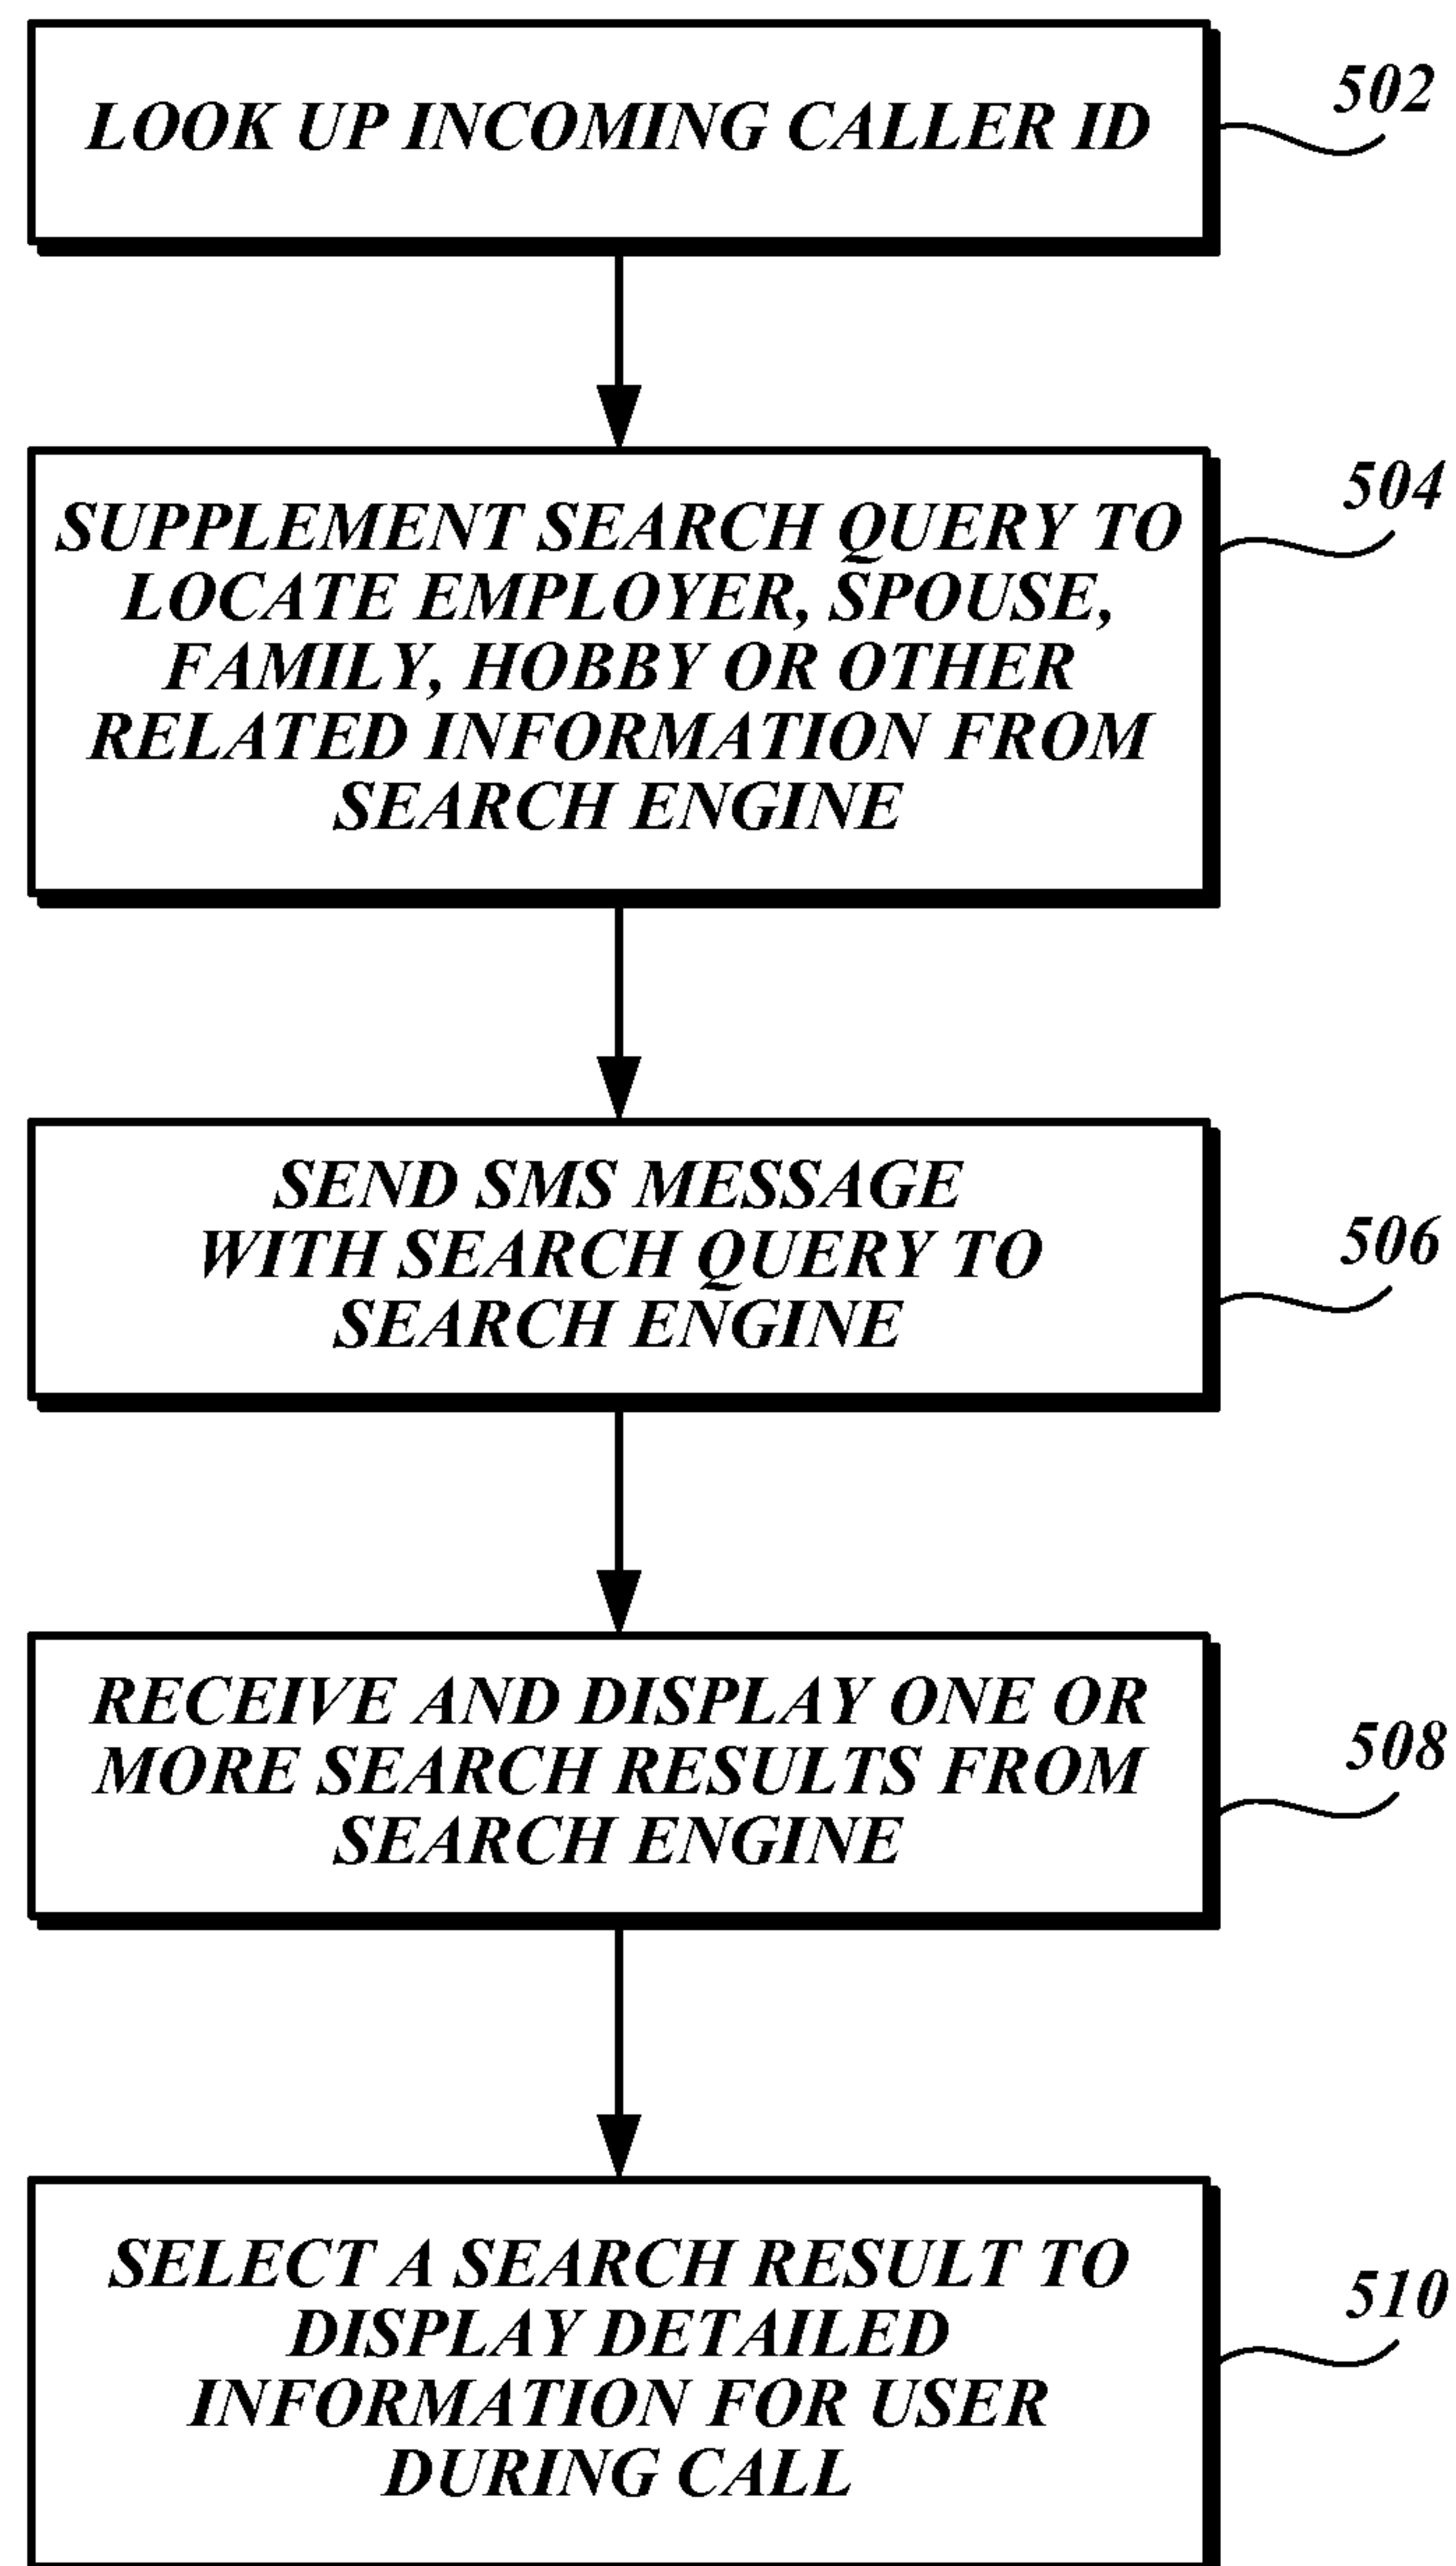 LOOK UP INCOMING CALLER ID
502
SUPPLEMENT SEARCH QUERY TO
LOCATE EMPLOYER, SPOUSE,
FAMILY, HOBBY OR OTHER
RELATED INFORMATION FROM
SEARCH ENGINE
504
SEND SMS MESSAGE
WITH SEARCH QUERY TO
SEARCH ENGINE
506
RECEIVE AND DISPLAY ONE OR
MORE SEARCH RESULTS FROM
SEARCH ENGINE
508
SELECT A SEARCH RESULT TO
DISPLAY DETAILED
INFORMATION FOR USER
DURING CALL
510